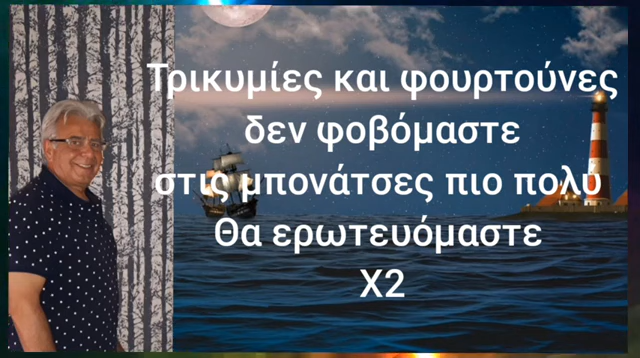 Τρικυμίες και φουρτούνες
δεν φοβόμαστε
στις μπονάτσες πιο πολύ
Θα ερωτευόμαστε
Χ2